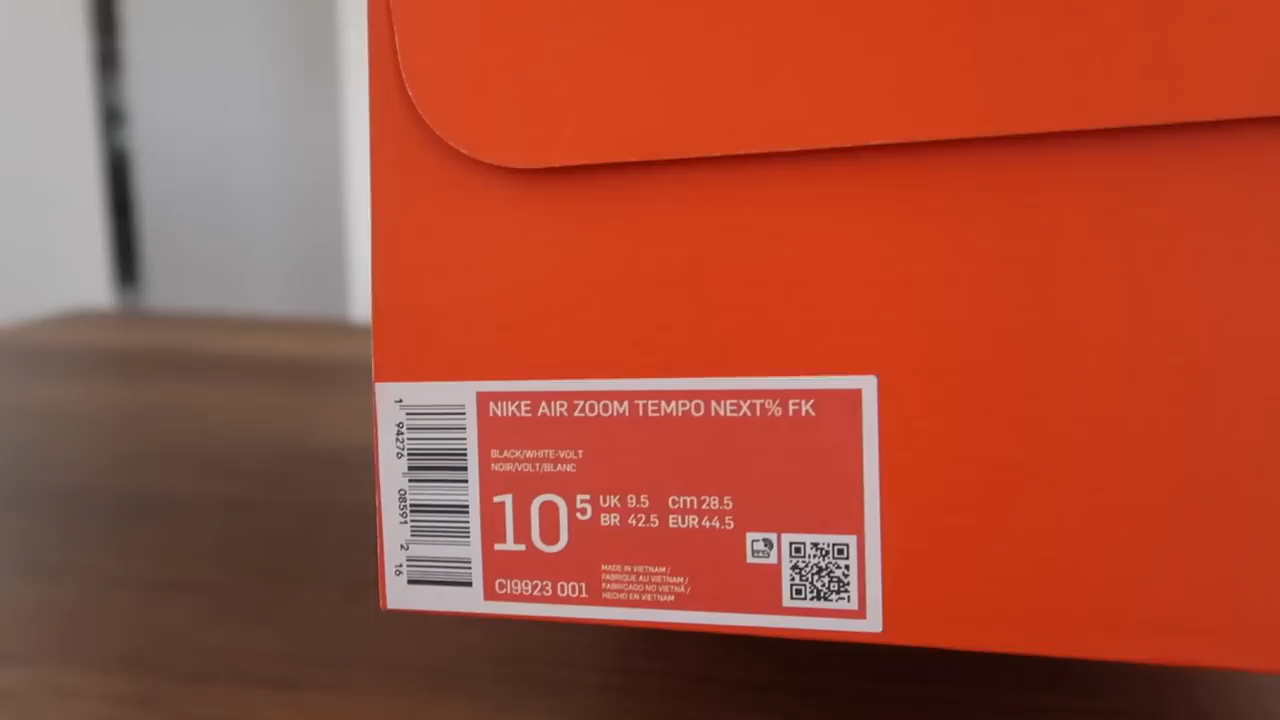 NIKE AIR ZOOM TEMPO NEXT% FK
BLACK/WHITE-VOLT
NOIR/VOLT/BLANC
10 5
UK 9.5 cm 28.5
BR 42.5 EUR 44.5
CI9923 001
MADE IN VIETNAM /
FABRIQUE AU VIETNAM /
FABRICADO NO VIETNÃ /
HECHO EN VIETNAM
1 94276 08591 2 16